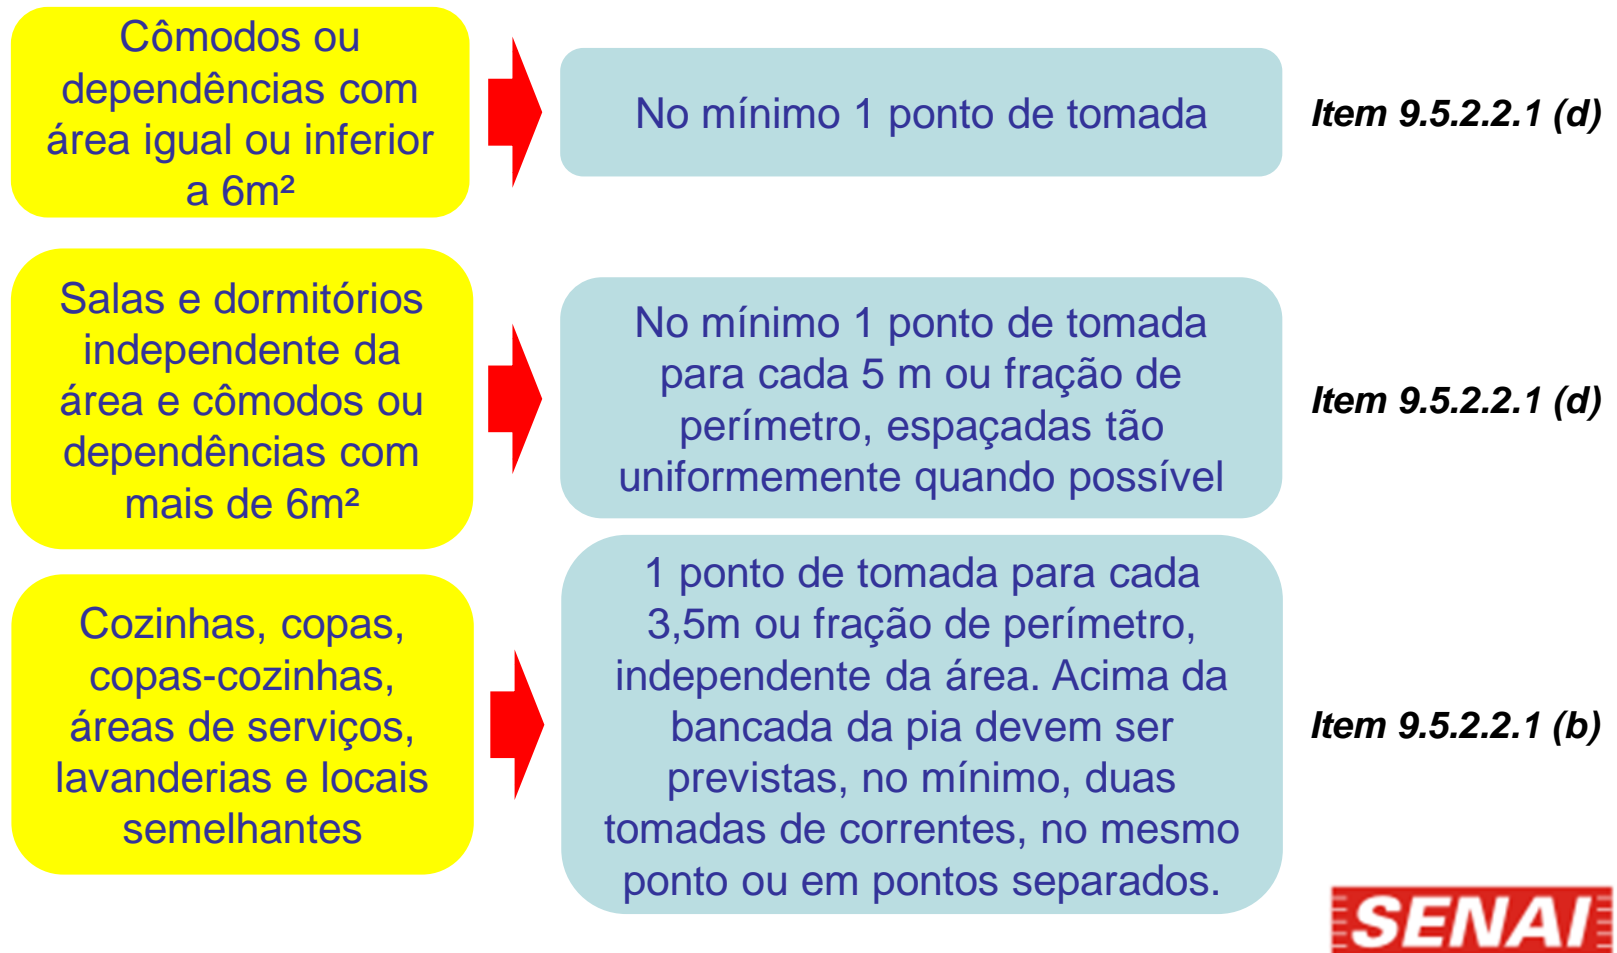 Cômodos ou
dependências com
área igual ou inferior
a 6m²
No mínimo 1 ponto de tomada
Item 9.5.2.2.1 (d)
Salas e dormitórios
independente da
área e cômodos ou
dependências com
mais de 6m²
No mínimo 1 ponto de tomada
para cada 5 m ou fração de
perímetro, espaçadas tão
uniformemente quando possível
Item 9.5.2.2.1 (d)
Cozinhas, copas,
copas-cozinhas,
áreas de serviços,
lavanderias e locais
semelhantes
1 ponto de tomada para cada
3,5m ou fração de perímetro,
independente da área. Acima da
bancada da pia devem ser
previstas, no mínimo, duas
tomadas de correntes, no mesmo
ponto ou em pontos separados.
Item 9.5.2.2.1 (b)
SENAI